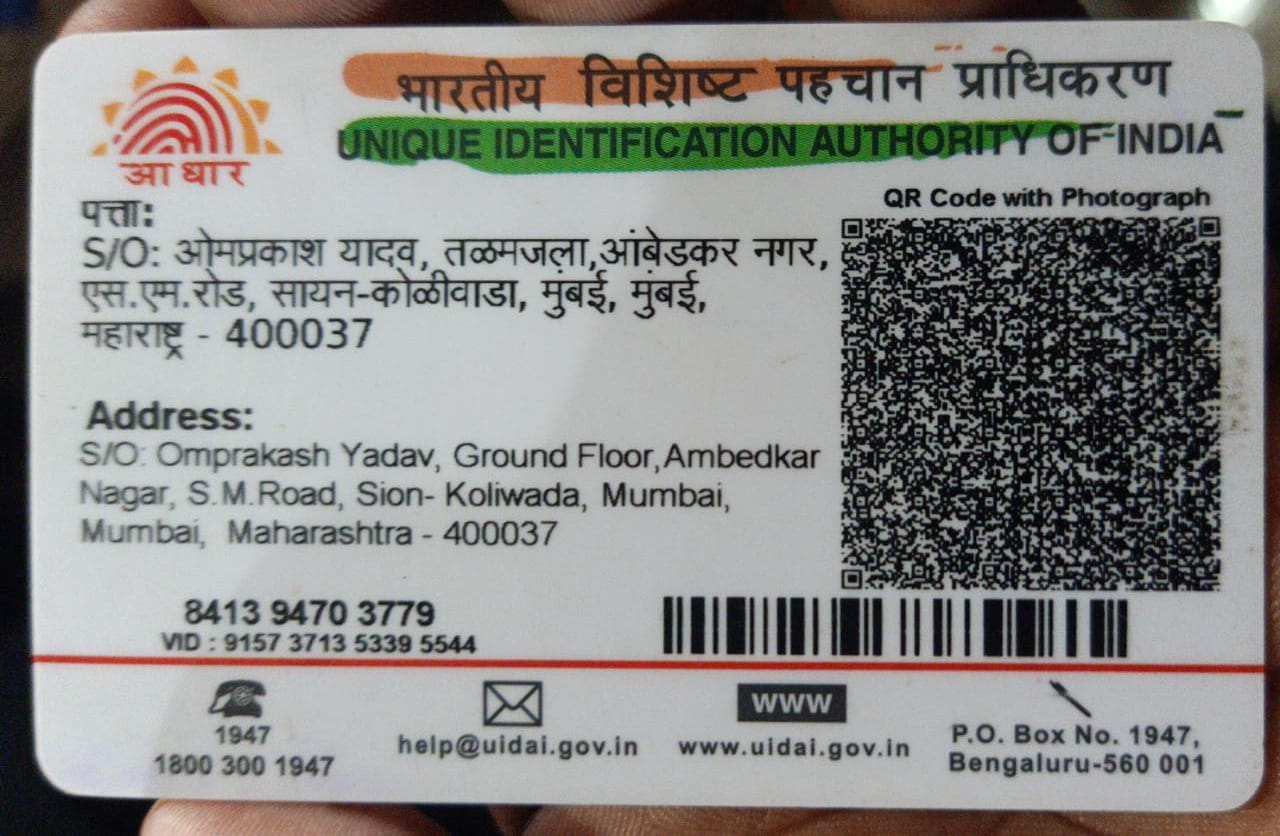 भारतीय विशिष्ट पहचान प्राधिकरण
UNIQUE IDENTIFICATION AUTHORITY OF INDIA
आधार
QR Code with Photograph
पत्ता:
S/O: ओमप्रकाश यादव, तळमजला,आंबेडकर नगर,
एस.एम.रोड, सायन-कोळीवाडा, मुंबई, मुंबई,
महाराष्ट्र - 400037
Address:
S/O: Omprakash Yadav, Ground Floor,Ambedkar
Nagar, S.M.Road, Sion- Koliwada, Mumbai,
Mumbai, Maharashtra - 400037
8413 9470 3779
VID : 9157 3713 5339 5544
1947
1800 300 1947
help@uidai.gov.in
www
www.uidai.gov.in
P.O. Box No. 1947,
Bengaluru-560 001